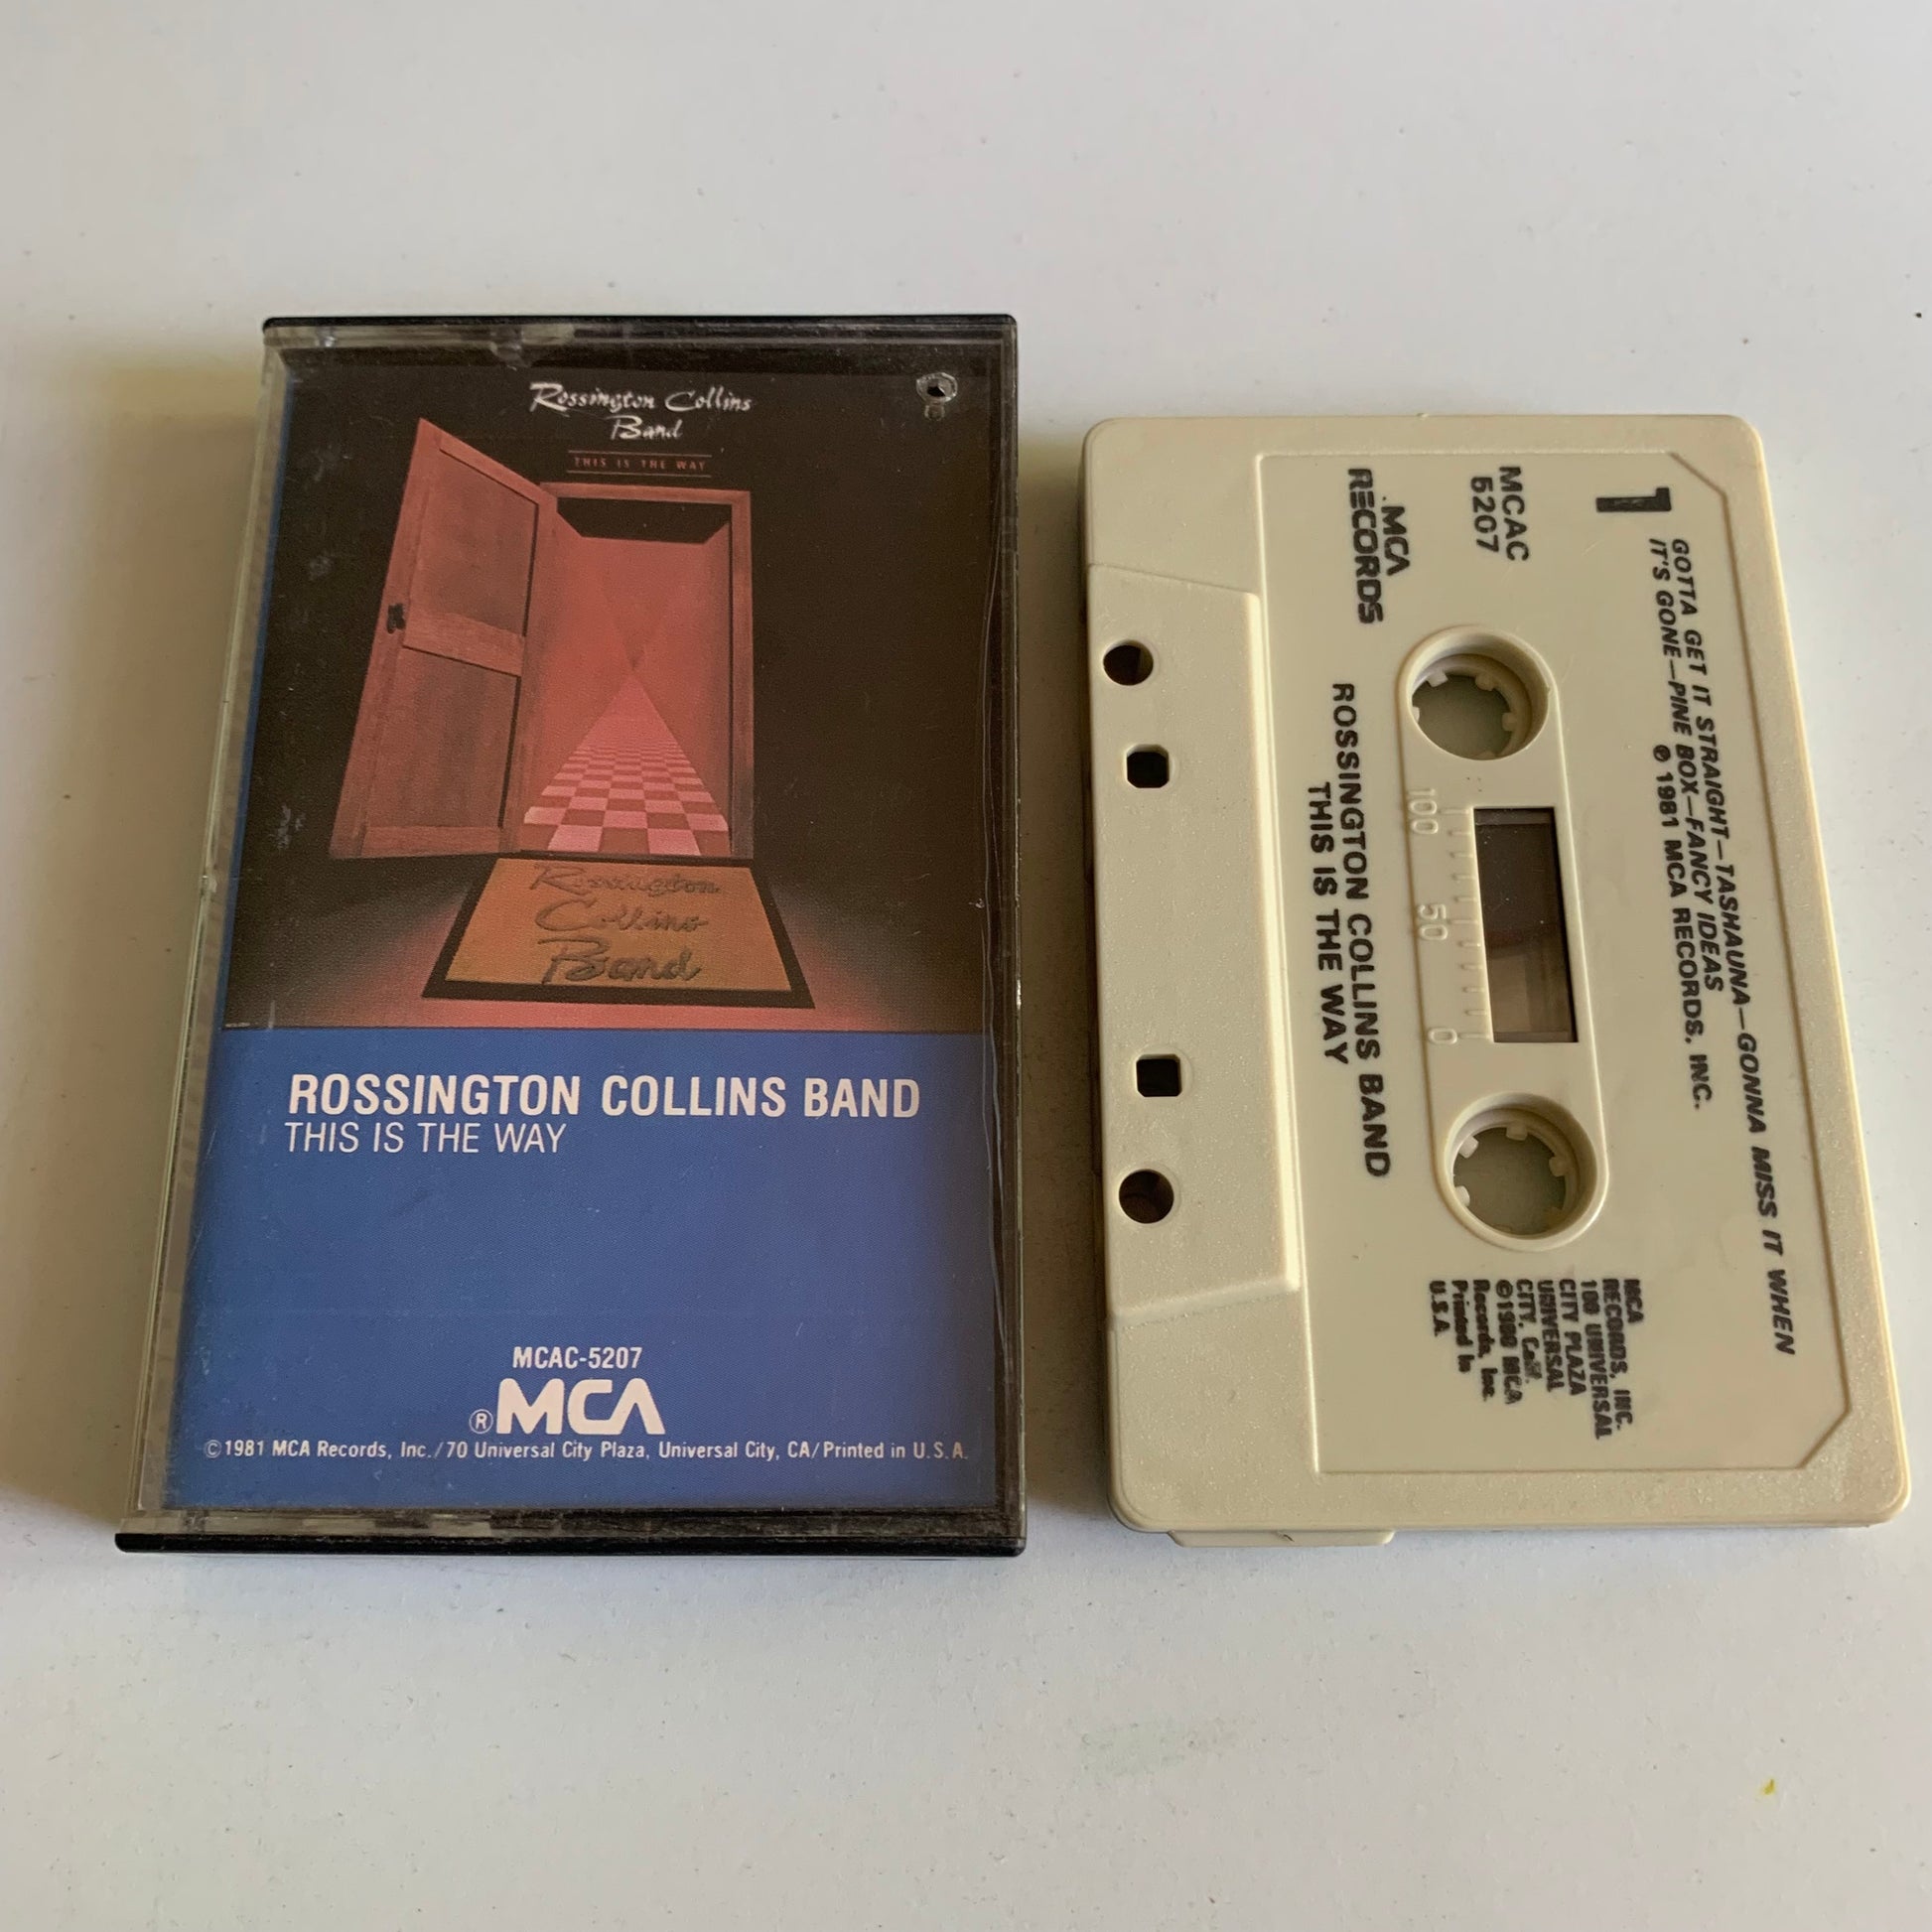 Rossington Collins
Band
THIS IS THE WAY
Rossington
Collins
Band
ROSSINGTON COLLINS BAND
THIS IS THE WAY
MCAC-5207
® MCA
©1981 MCA Records, Inc./70 Universal City Plaza, Universal City, CA/Printed in U.S.A.
1
GOTTA GET IT STRAIGHT—TASHAUNA—GONNA MISS IT WHEN
IT'S GONE—PINE BOX—FANCY IDEAS
℗ 1981 MCA RECORDS, INC.
MCAC
5207
MCA
RECORDS
100 50 0
ROSSINGTON COLLINS BAND
THIS IS THE WAY
MCA
RECORDS, INC.
100 UNIVERSAL
CITY PLAZA
UNIVERSAL
CITY, Calif.
©1980 MCA
Records, Inc.
Printed In
U.S.A.